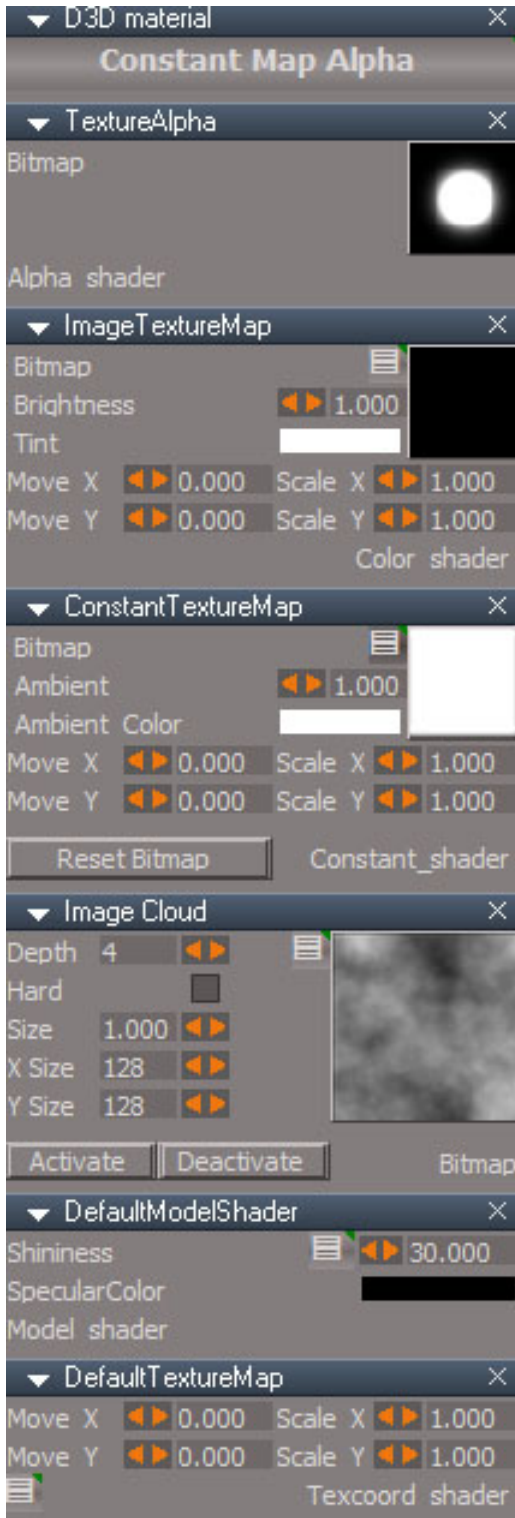 D3D material
Constant Map Alpha
TextureAlpha
Bitmap
Alpha shader
ImageTextureMap
Bitmap
Brightness 1.000
Tint
Move X 0.000 Scale X 1.000
Move Y 0.000 Scale Y 1.000
Color shader
ConstantTextureMap
Bitmap
Ambient 1.000
Ambient Color
Move X 0.000 Scale X 1.000
Move Y 0.000 Scale Y 1.000
Reset Bitmap Constant_shader
Image Cloud
Depth 4
Hard
Size 1.000
X Size 128
Y Size 128
Activate Deactivate Bitmap
DefaultModelShader
Shininess 30.000
SpecularColor
Model shader
DefaultTextureMap
Move X 0.000 Scale X 1.000
Move Y 0.000 Scale Y 1.000
Texcoord shader